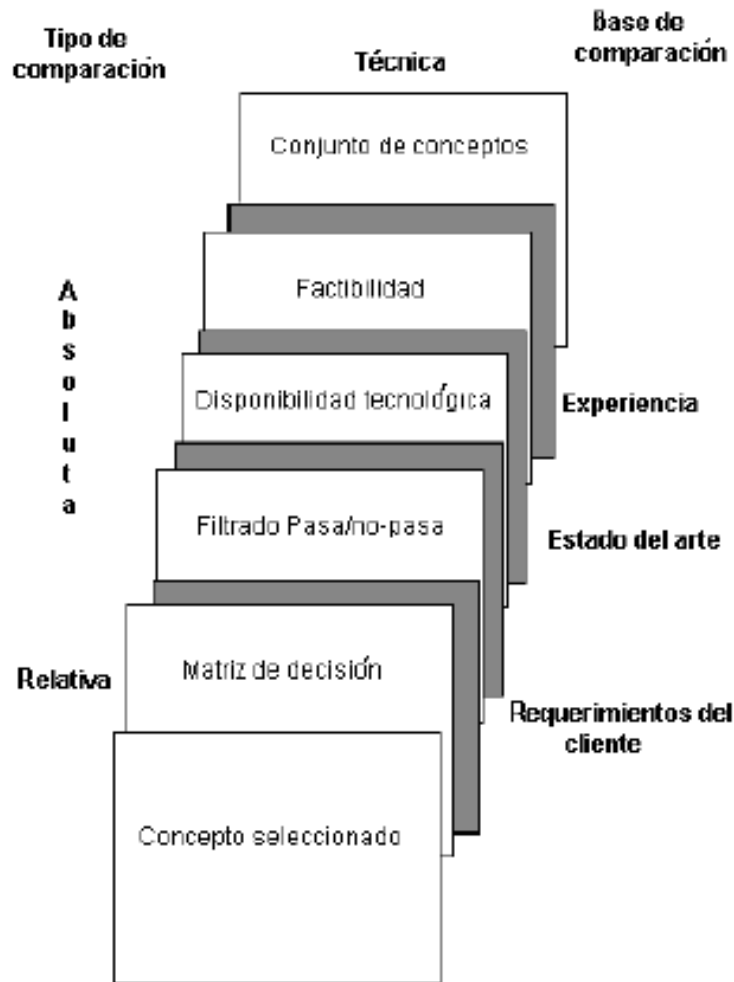 Tipo de
comparación
Técnica
Base de
comparación
Conjunto de conceptos
Factibilidad
Absoluta
Disponibilidad tecnológica
Experiencia
Filtrado Pasa/no-pasa
Estado del arte
Relativa
Matriz de decisión
Requerimientos del
cliente
Concepto seleccionado